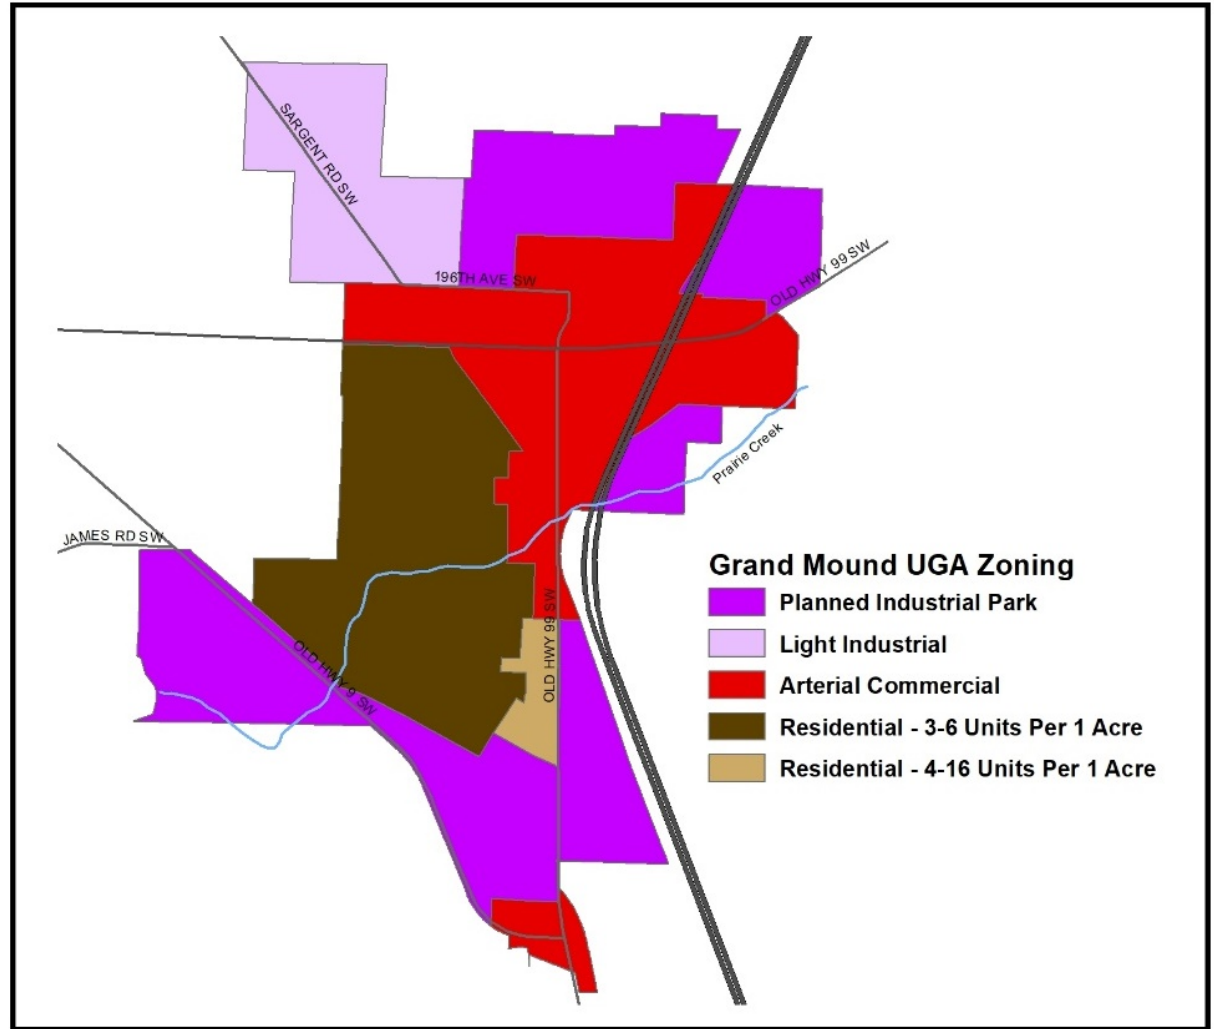 SARGENT RD SW
196TH AVE SW
OLD HWY 99 SW
Prairie Creek
JAMES RD SW
Grand Mound UGA Zoning
Planned Industrial Park
Light Industrial
Arterial Commercial
Residential - 3-6 Units Per 1 Acre
Residential - 4-16 Units Per 1 Acre
OLD HWY 99 SW
OLD HWY 9 SW